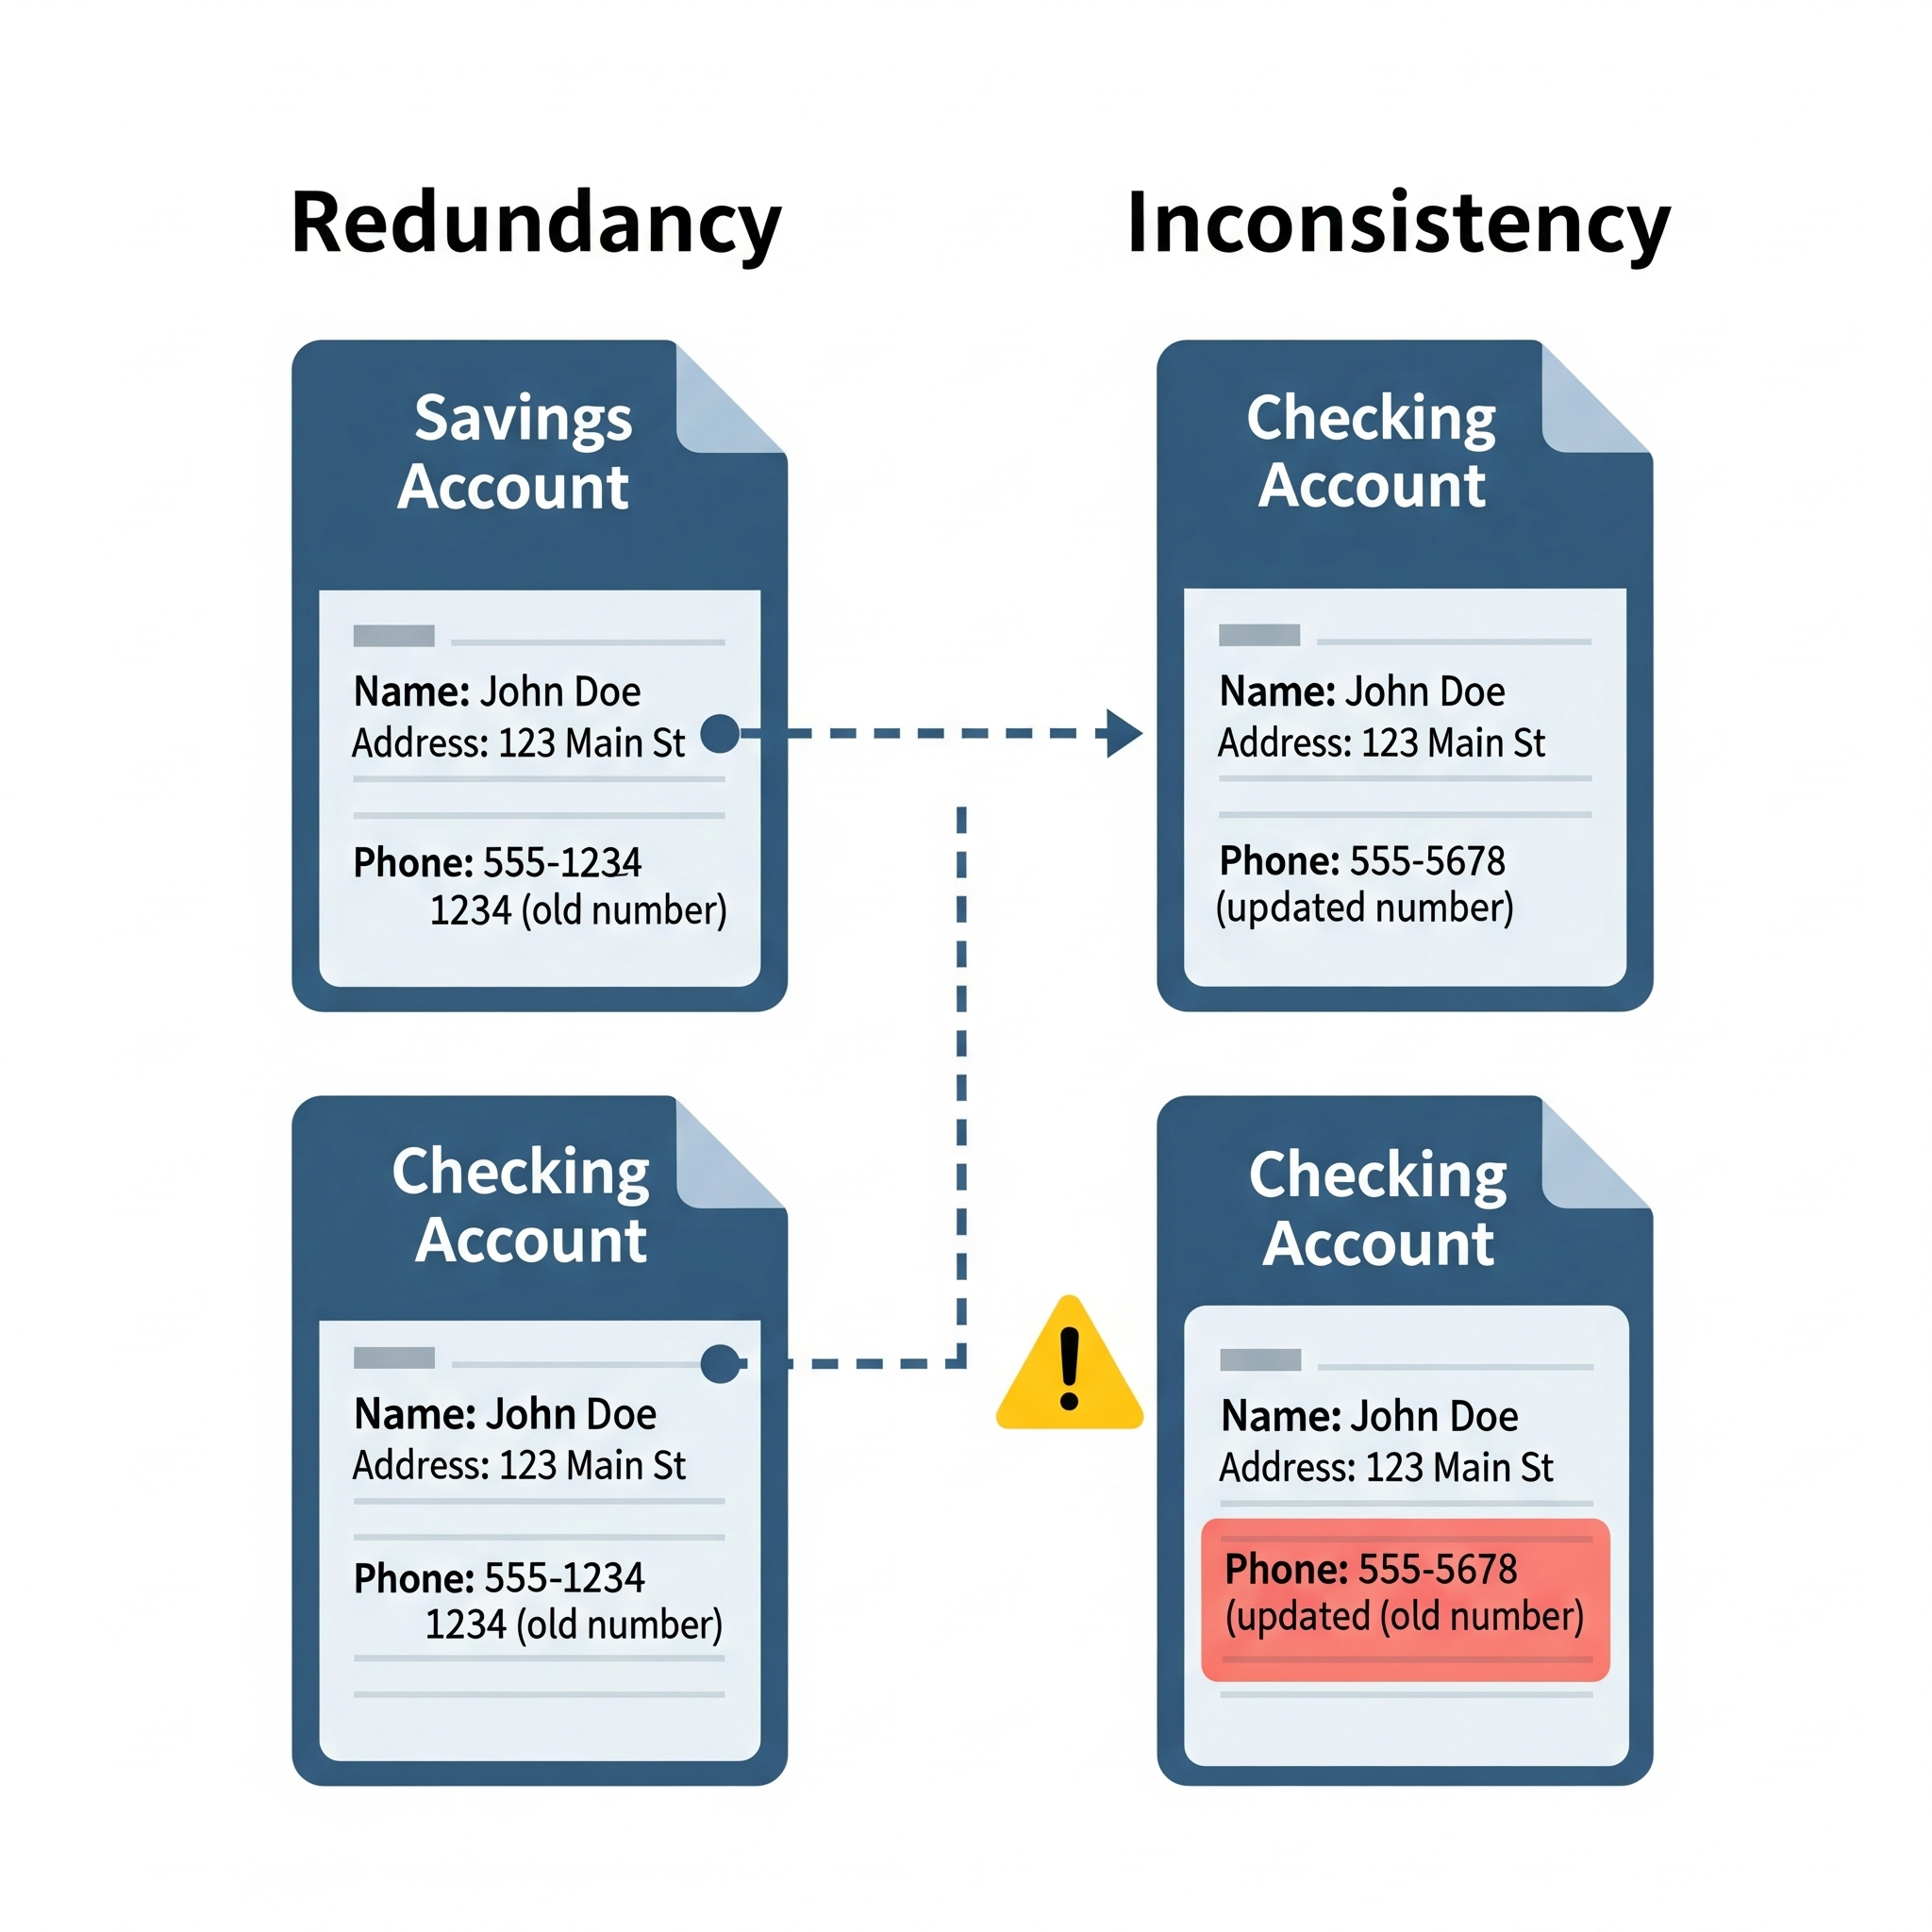 Redundancy
Inconsistency
Savings
Account
Name: John Doe
Address: 123 Main St
Phone: 555-1234
1234 (old number)
Checking
Account
Name: John Doe
Address: 123 Main St
Phone: 555-5678
(updated number)
Checking
Account
Name: John Doe
Address: 123 Main St
Phone: 555-1234
1234 (old number)
!
Checking
Account
Name: John Doe
Address: 123 Main St
Phone: 555-5678
(updated (old number)